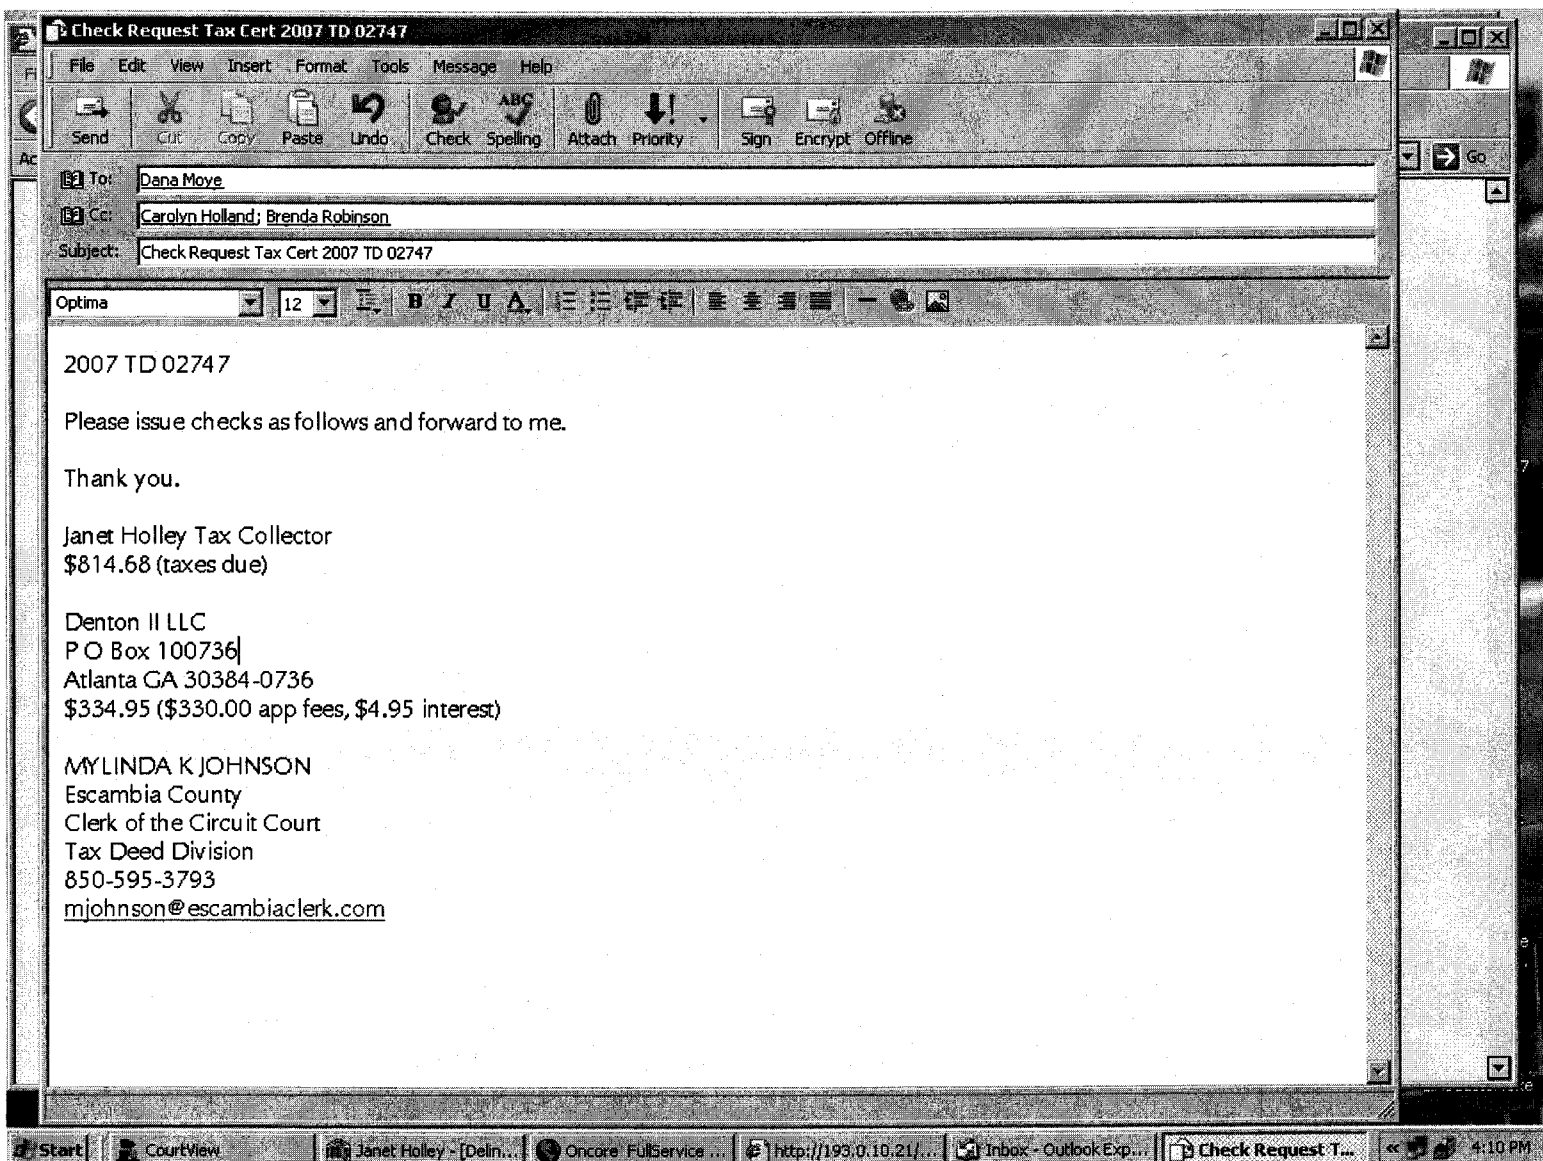 Check Request Tax Cert 2007 TD 02747
File Edit View Insert Format Tools Message Help
Send Cut Copy Paste Undo Check Spelling Attach Priority Sign Encrypt Offline
Go
To: Dana Moye
Cc: Carolyn Holland; Brenda Robinson
Subject: Check Request Tax Cert 2007 TD 02747
Optima 12
2007 TD 02747
Please issue checks as follows and forward to me.
Thank you.
Janet Holley Tax Collector
$814.68 (taxes due)
Denton II LLC
P O Box 100736
Atlanta GA 30384-0736
$334.95 ($330.00 app fees, $4.95 interest)
MYLINDA K JOHNSON
Escambia County
Clerk of the Circuit Court
Tax Deed Division
850-595-3793
mjohnson@escambiaclerk.com
Start CourtView Janet Holley - [Delin... Oncore FullService ... http://193.0.10.21/... Inbox - Outlook Exp... Check Request T... « 4:10 PM